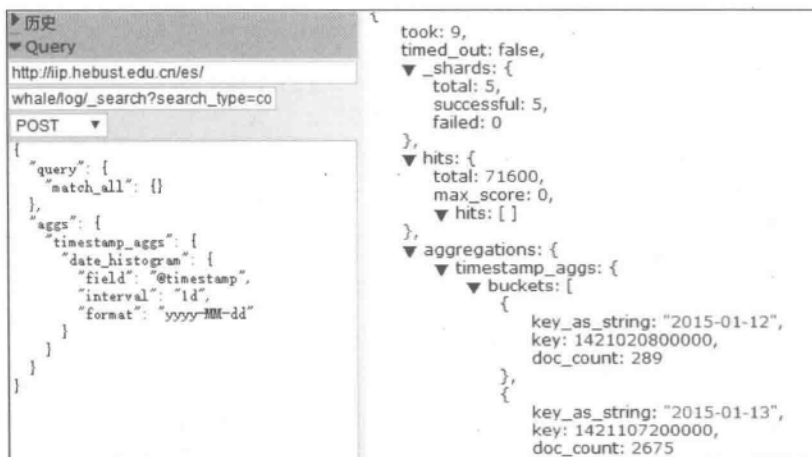 历史
Query
http://iip.hebust.edu.cn/es/
whale/log/_search?search_type=co
POST
{
"query": {
"match_all": {}
},
"aggs": {
"timestamp_aggs": {
"date_histogram": {
"field": "@timestamp",
"interval": "1d",
"format": "yyyy-MM-dd"
}
}
}
}
{
took: 9,
timed_out: false,
_shards: {
total: 5,
successful: 5,
failed: 0
},
hits: {
total: 71600,
max_score: 0,
hits: [ ]
},
aggregations: {
timestamp_aggs: {
buckets: [
{
key_as_string: "2015-01-12",
key: 1421020800000,
doc_count: 289
},
{
key_as_string: "2015-01-13",
key: 1421107200000,
doc_count: 2675